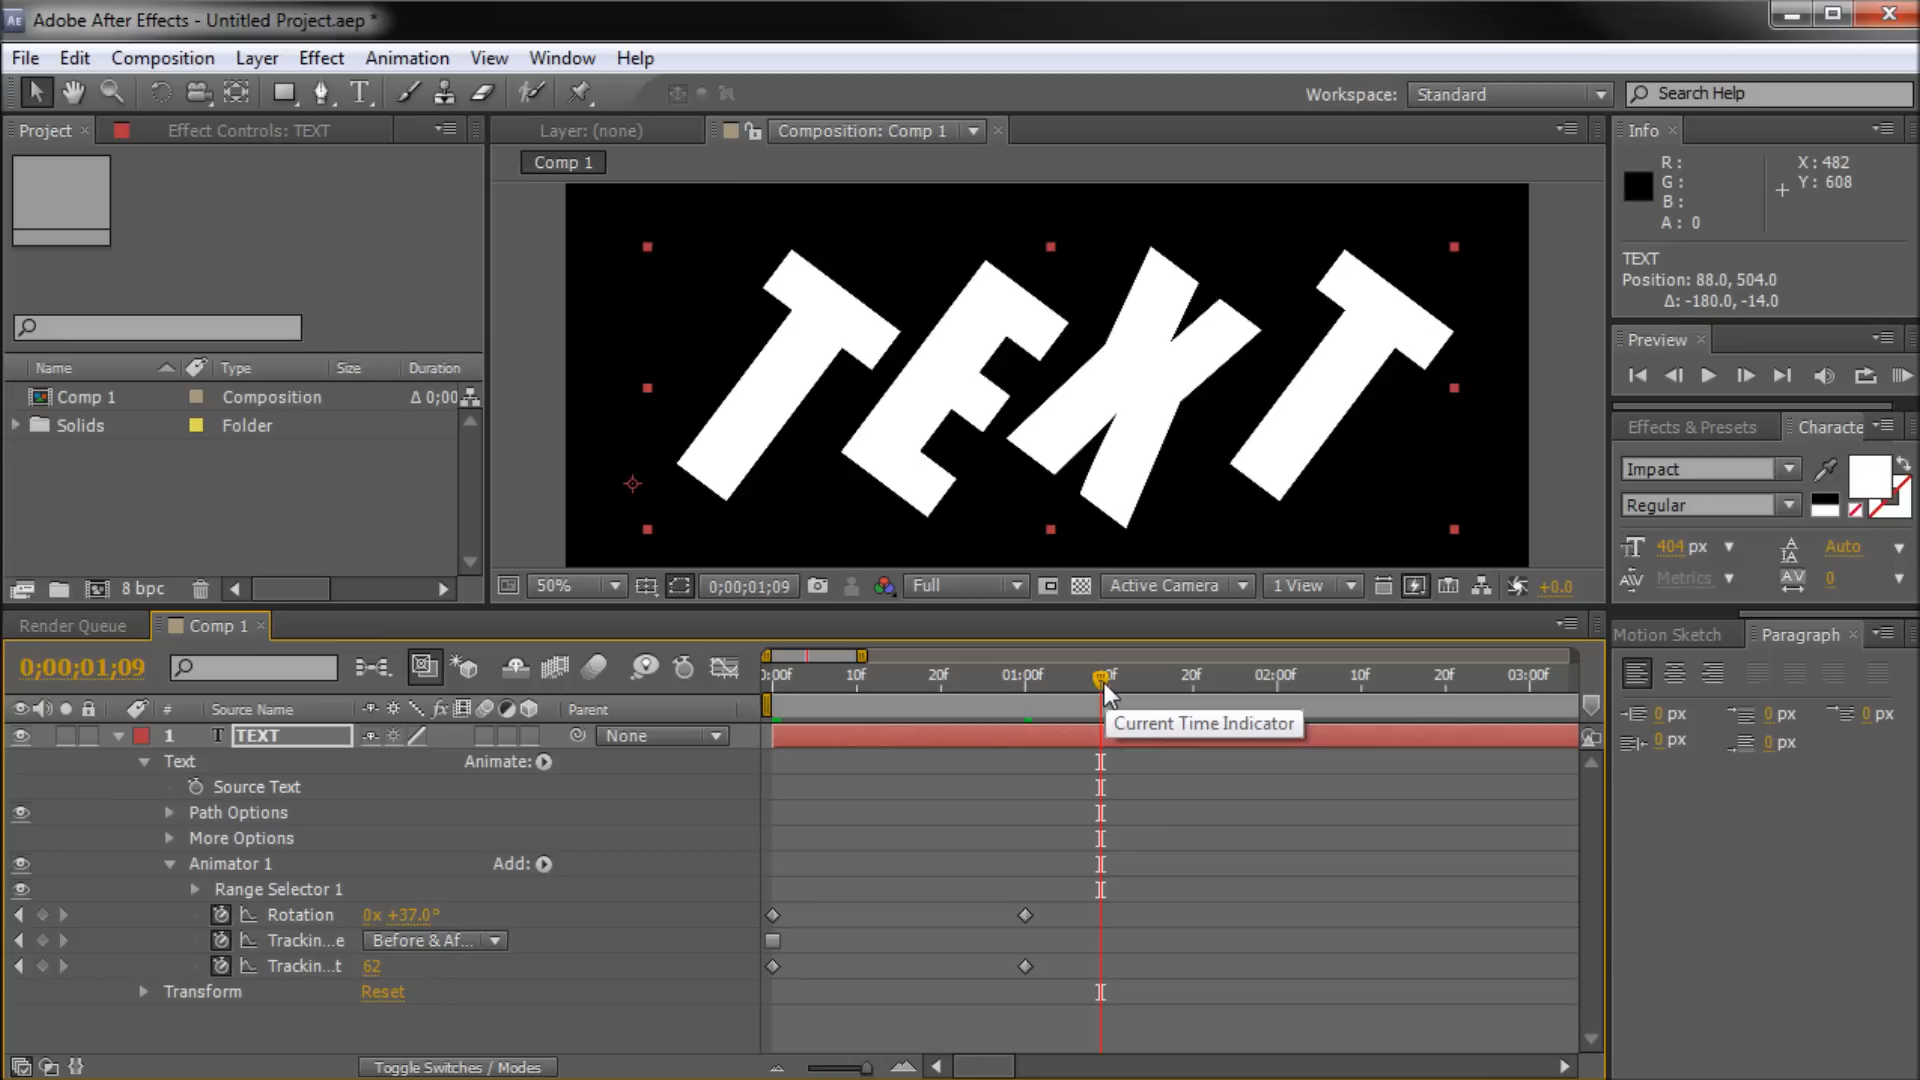 Adobe After Effects - Untitled Project.aep *
File Edit Composition Layer Effect Animation View Window Help
Workspace: Standard Search Help
Project Effect Controls: TEXT Layer: (none) Composition: Comp 1 Info
Comp 1
R: X: 482
G: Y: 608
B:
A: 0
TEXT
Position: 88.0, 504.0
Δ: -180.0, -14.0
TEXT
Preview
Name Type Size Duration
Comp 1 Composition Δ 0;00
Solids Folder
Effects & Presets Characte
Impact
Regular
404 px Auto
Metrics 0
8 bpc 50% 0;00;01;09 Full Active Camera 1 View +0.0
Render Queue Comp 1
Motion Sketch Paragraph
0;00;01;09
):00f 10f 20f 01:00f 0f 20f 02:00f 10f 20f 03:00f
# Source Name fx Parent
1 T TEXT None
Current Time Indicator
0 px 0 px 0 px
0 px 0 px
Text Animate:
Source Text
Path Options
More Options
Animator 1 Add:
Range Selector 1
Rotation 0x +37.0°
Trackin...e Before & Af...
Trackin...t 62
Transform Reset
Toggle Switches / Modes